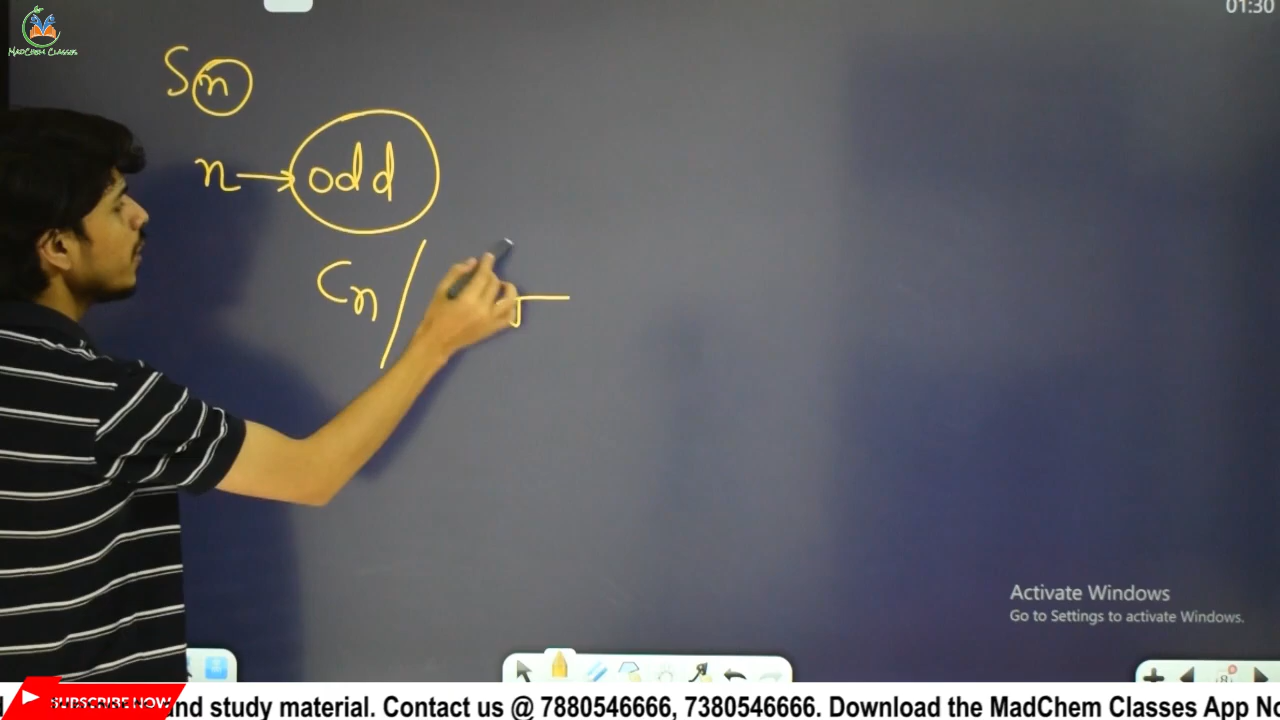 01:30
MADCHEM CLASSES
Sn
n → odd
Cn /
Activate Windows
Go to Settings to activate Windows.
SUBSCRIBE NOW
and study material. Contact us @ 7880546666, 7380546666. Download the MadChem Classes App No